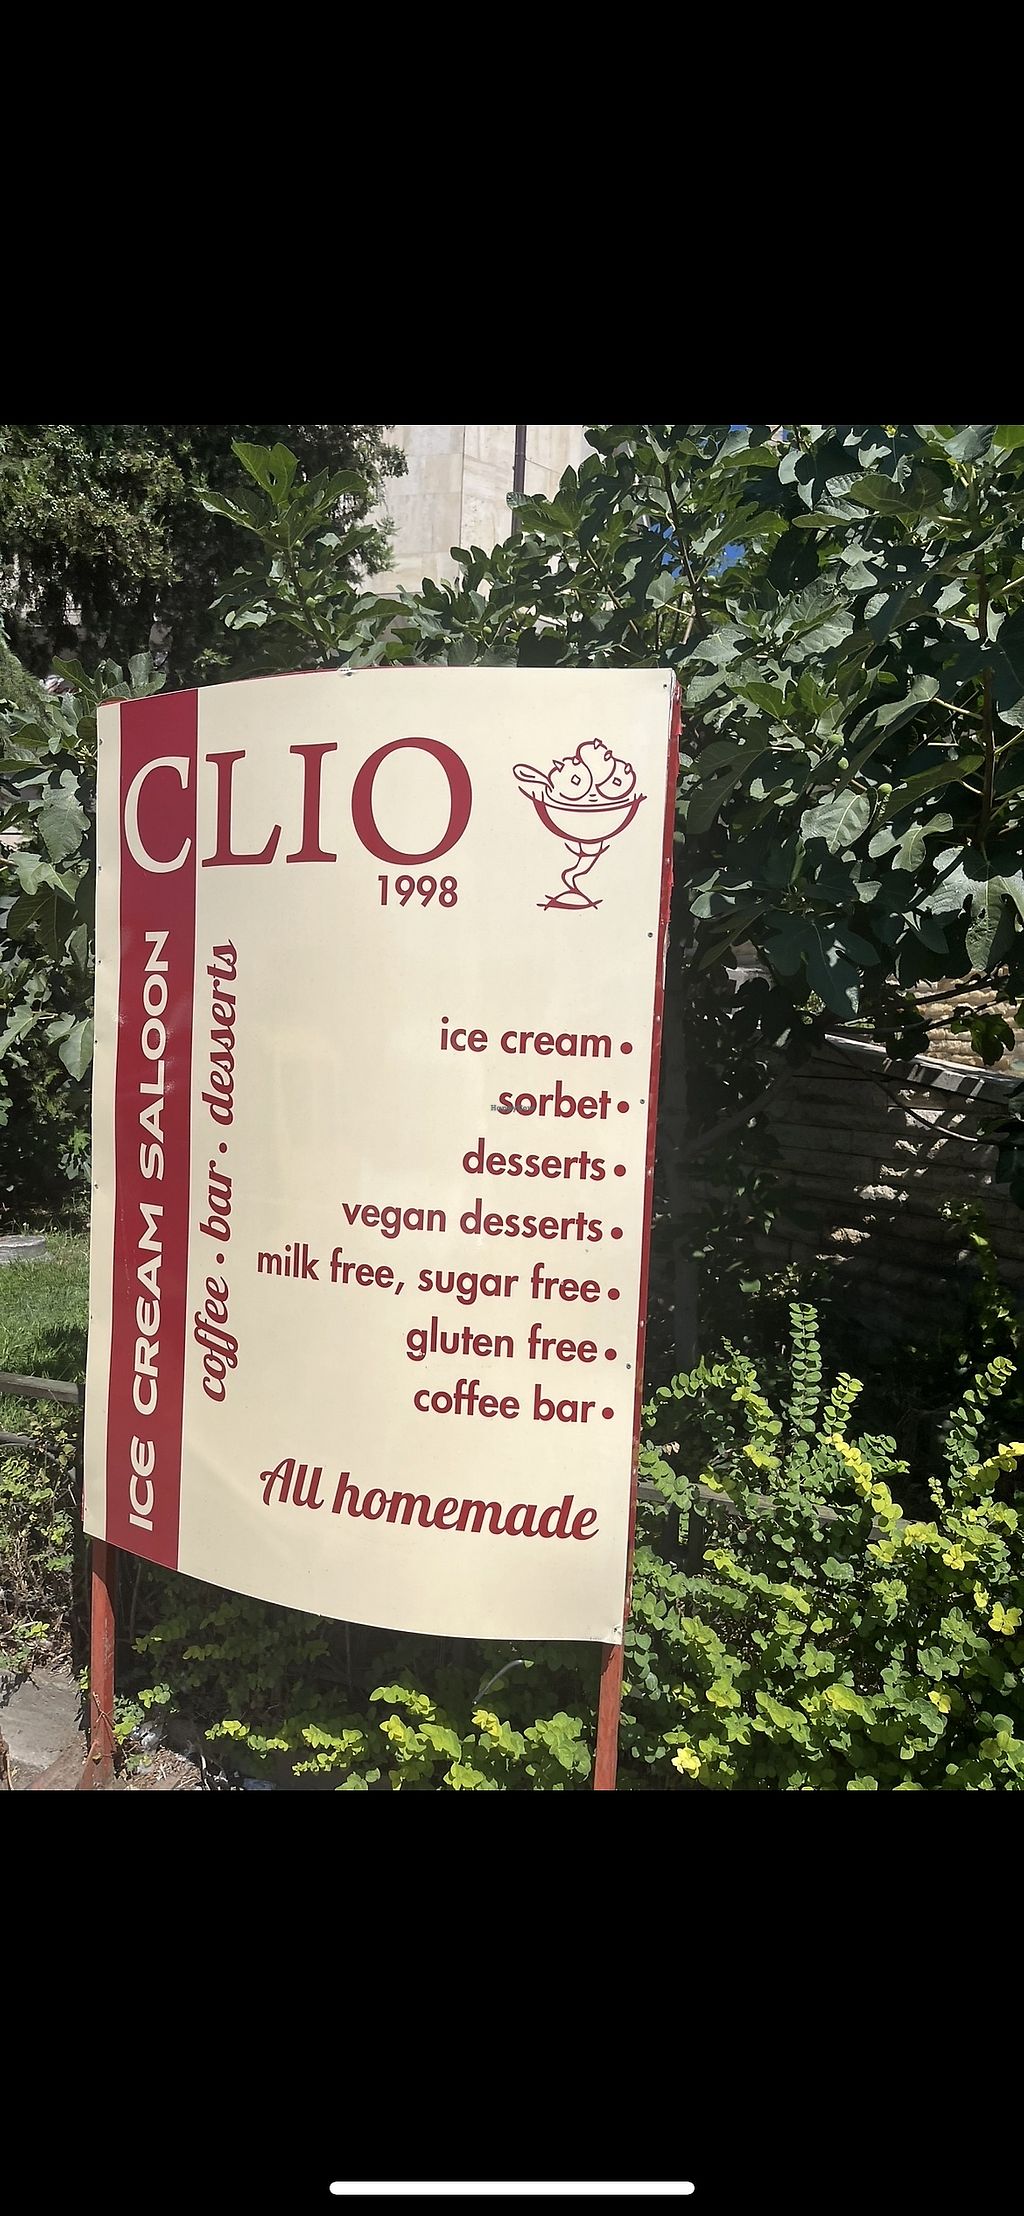 CLIO
1998
ICE CREAM SALOON
coffee • bar • desserts
ice cream •
sorbet •
desserts •
vegan desserts •
milk free, sugar free •
gluten free •
coffee bar •
All homemade